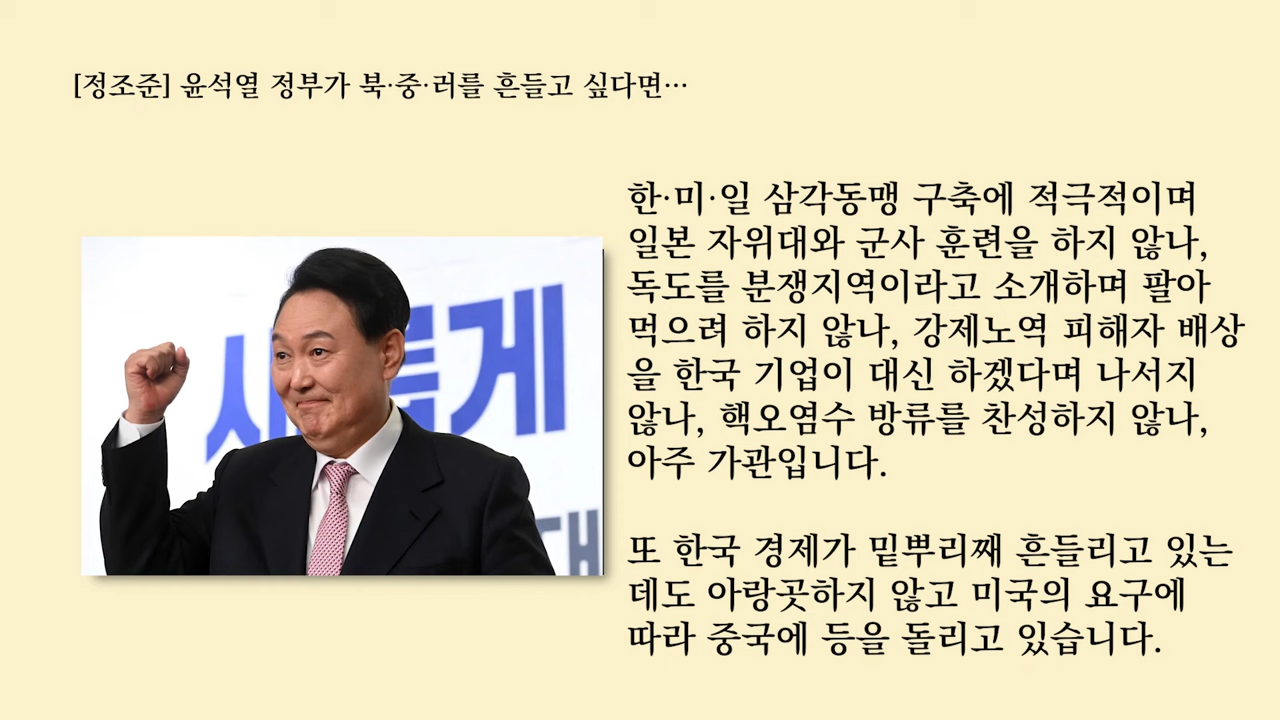 [정조준] 윤석열 정부가 북·중·러를 흔들고 싶다면…
한·미·일 삼각동맹 구축에 적극적이며
일본 자위대와 군사 훈련을 하지 않나,
독도를 분쟁지역이라고 소개하며 팔아
먹으려 하지 않나, 강제노역 피해자 배상
을 한국 기업이 대신 하겠다며 나서지
않나, 핵오염수 방류를 찬성하지 않나,
아주 가관입니다.
또 한국 경제가 밑뿌리째 흔들리고 있는
데도 아랑곳하지 않고 미국의 요구에
따라 중국에 등을 돌리고 있습니다.
게
대